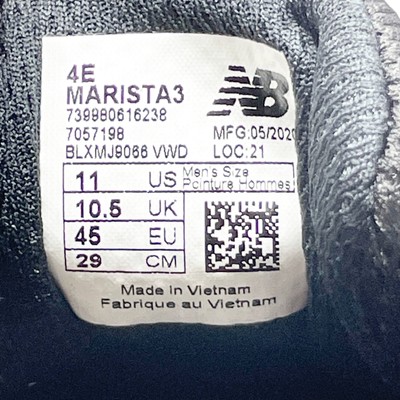 4E
MARISTA3
739980616238
7057198 MFG:05/2020
BLXMJ9066 VWD LOC:21
11 US Men's Size
Pointure Hommes
10.5 UK
45 EU
29 CM
NB
Made in Vietnam
Fabrique au Vietnam